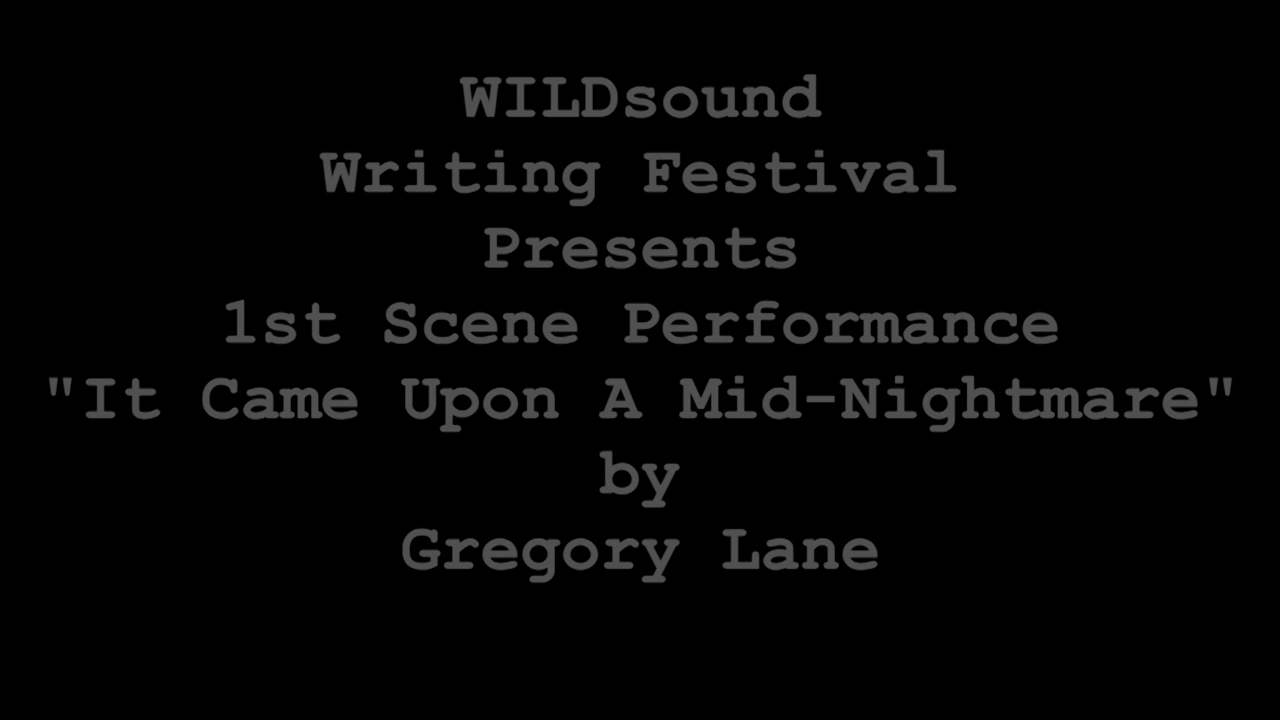 WILDsound
Writing Festival
Presents
1st Scene Performance
"It Came Upon A Mid-Nightmare"
by
Gregory Lane